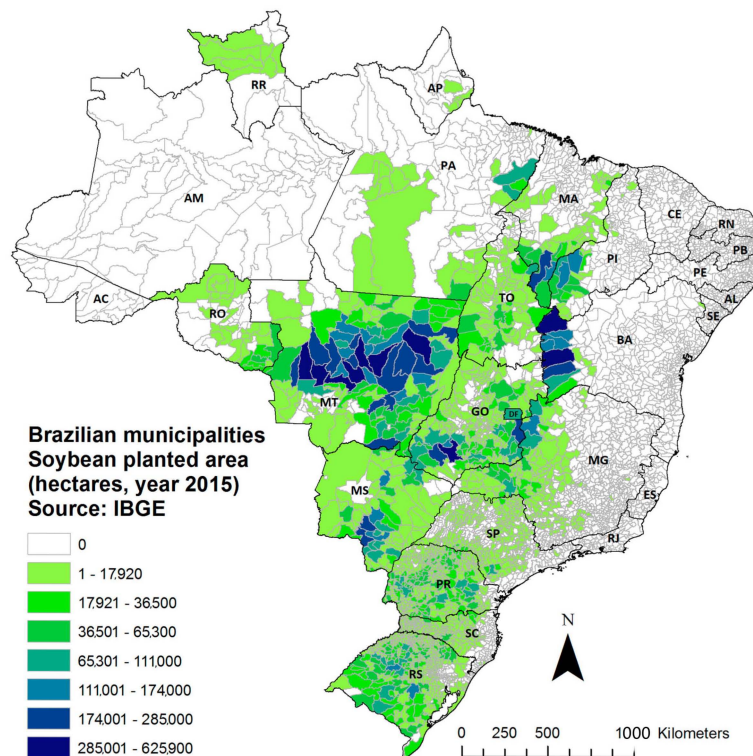 RR
AP
AM
PA
MA
CE
RN
PB
PI
PE
AL
SE
AC
RO
TO
BA
MT
GO
DF
MG
ES
MS
SP
RJ
PR
SC
RS
Brazilian municipalities
Soybean planted area
(hectares, year 2015)
Source: IBGE
0
1 - 17.920
17.921 - 36.500
36.501 - 65.300
65.301 - 111.000
111.001 - 174.000
174.001 - 285.000
285.001 - 625.900
N
0 250 500 1000 Kilometers